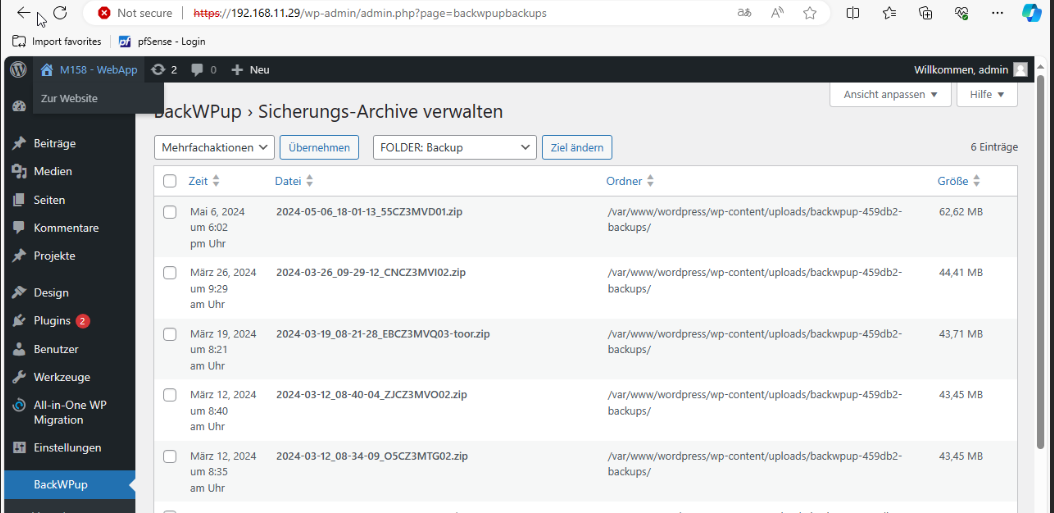 Not secure https://192.168.11.29/wp-admin/admin.php?page=backwpupbackups
Import favorites pfSense - Login
M158 - WebApp 2 0 Neu Willkommen, admin
Zur Website
Ansicht anpassen Hilfe
BackWPup › Sicherungs-Archive verwalten
Beiträge
Medien
Seiten
Kommentare
Projekte
Design
Plugins 2
Benutzer
Werkzeuge
All-in-One WP
Migration
Einstellungen
BackWPup
Mehrfachaktionen Übernehmen FOLDER: Backup Ziel ändern 6 Einträge
Zeit Datei Ordner Größe
Mai 6, 2024 2024-05-06_18-01-13_55CZ3MVD01.zip /var/www/wordpress/wp-content/uploads/backwpup-459db2- 62,62 MB
um 6:02 backups/
pm Uhr
März 26, 2024 2024-03-26_09-29-12_CNCZ3MVI02.zip /var/www/wordpress/wp-content/uploads/backwpup-459db2- 44,41 MB
um 9:29 backups/
am Uhr
März 19, 2024 2024-03-19_08-21-28_EBCZ3MVQ03-toor.zip /var/www/wordpress/wp-content/uploads/backwpup-459db2- 43,71 MB
um 8:21 backups/
am Uhr
März 12, 2024 2024-03-12_08-40-04_ZJCZ3MVO02.zip /var/www/wordpress/wp-content/uploads/backwpup-459db2- 43,45 MB
um 8:40 backups/
am Uhr
März 12, 2024 2024-03-12_08-34-09_O5CZ3MTG02.zip /var/www/wordpress/wp-content/uploads/backwpup-459db2- 43,45 MB
um 8:35 backups/
am Uhr